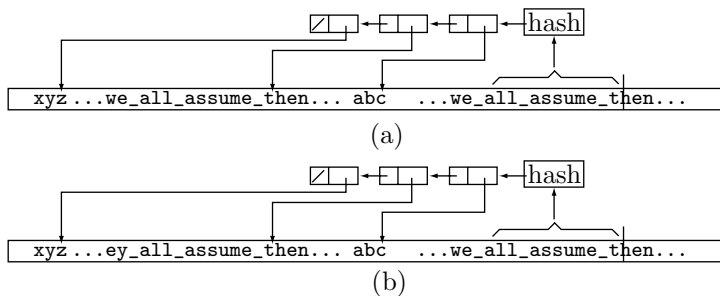 hash
xyz...we_all_assume_then... abc ...we_all_assume_then...
(a)
hash
xyz...ey_all_assume_then... abc ...we_all_assume_then...
(b)